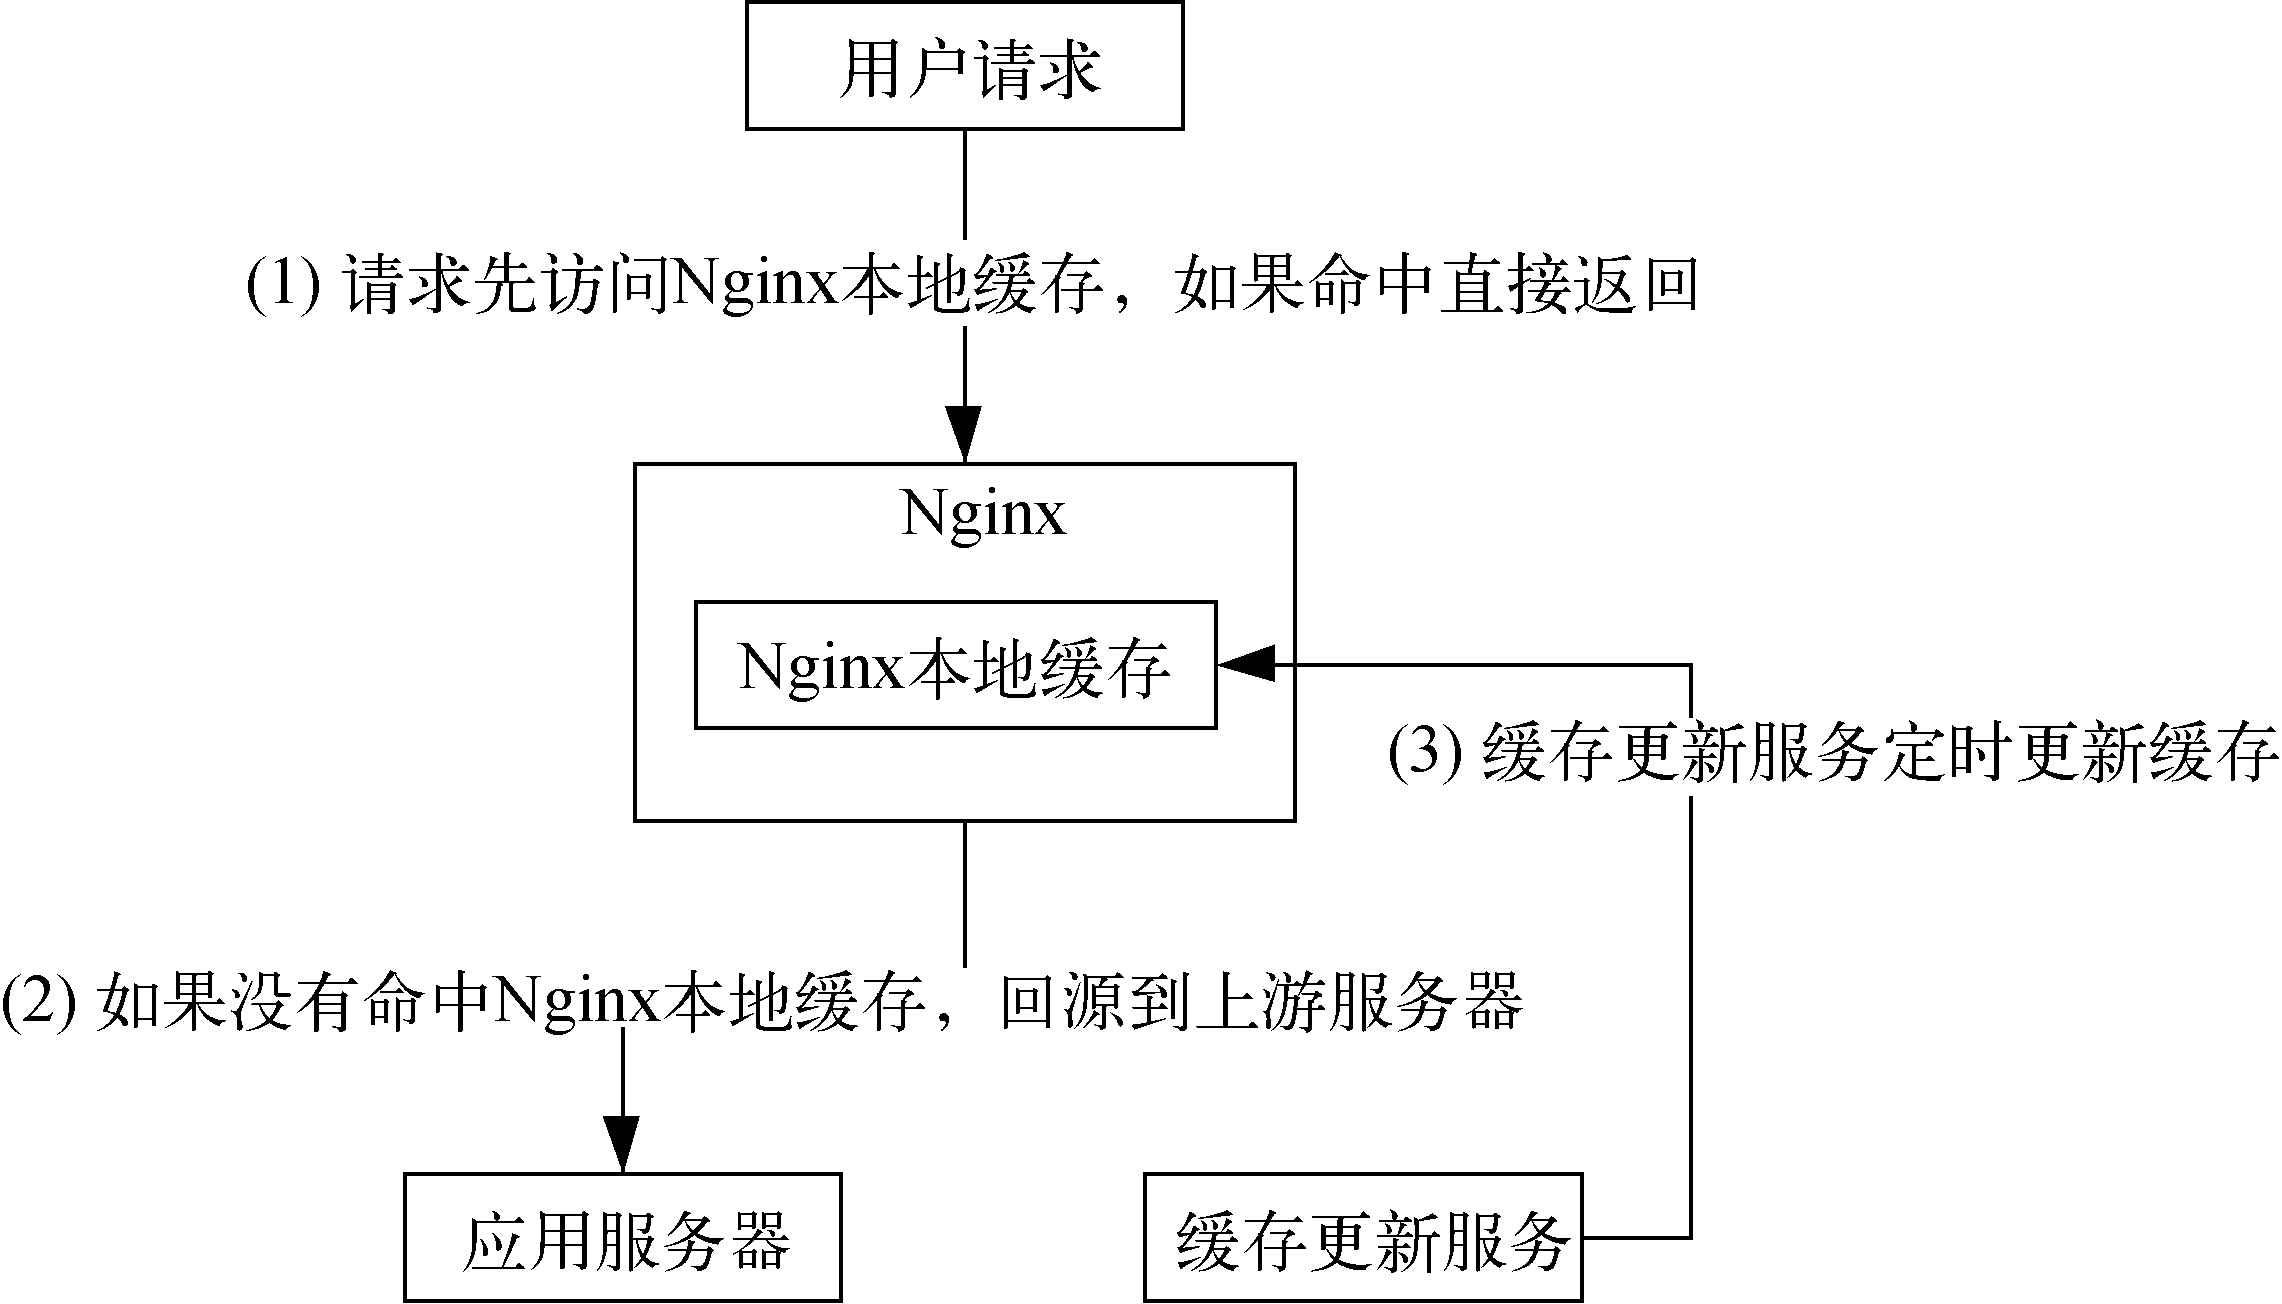 用户请求
(1) 请求先访问Nginx本地缓存，如果命中直接返回
Nginx
Nginx本地缓存
(3) 缓存更新服务定时更新缓存
(2) 如果没有命中Nginx本地缓存，回源到上游服务器
应用服务器
缓存更新服务